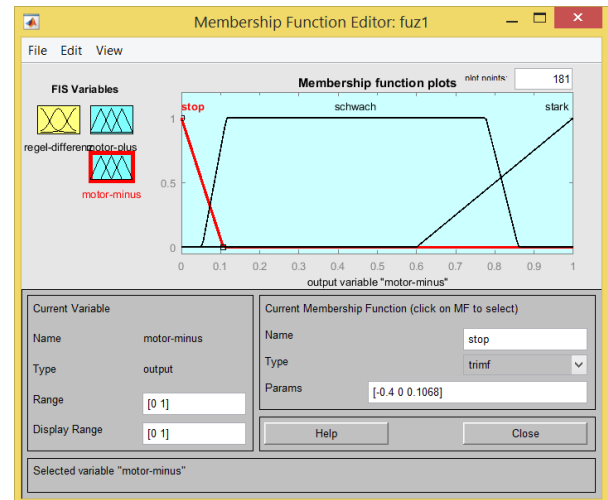 Membership Function Editor: fuz1
File Edit View
FIS Variables
regel-differenz
motor-plus
motor-minus
Membership function plots
plot points:
181
stop schwach stark
1
0.5
0
0 0.1 0.2 0.3 0.4 0.5 0.6 0.7 0.8 0.9 1
output variable "motor-minus"
Current Variable
Name motor-minus
Type output
Range [0 1]
Display Range [0 1]
Current Membership Function (click on MF to select)
Name stop
Type trimf
Params [-0.4 0 0.1068]
Help Close
Selected variable "motor-minus"